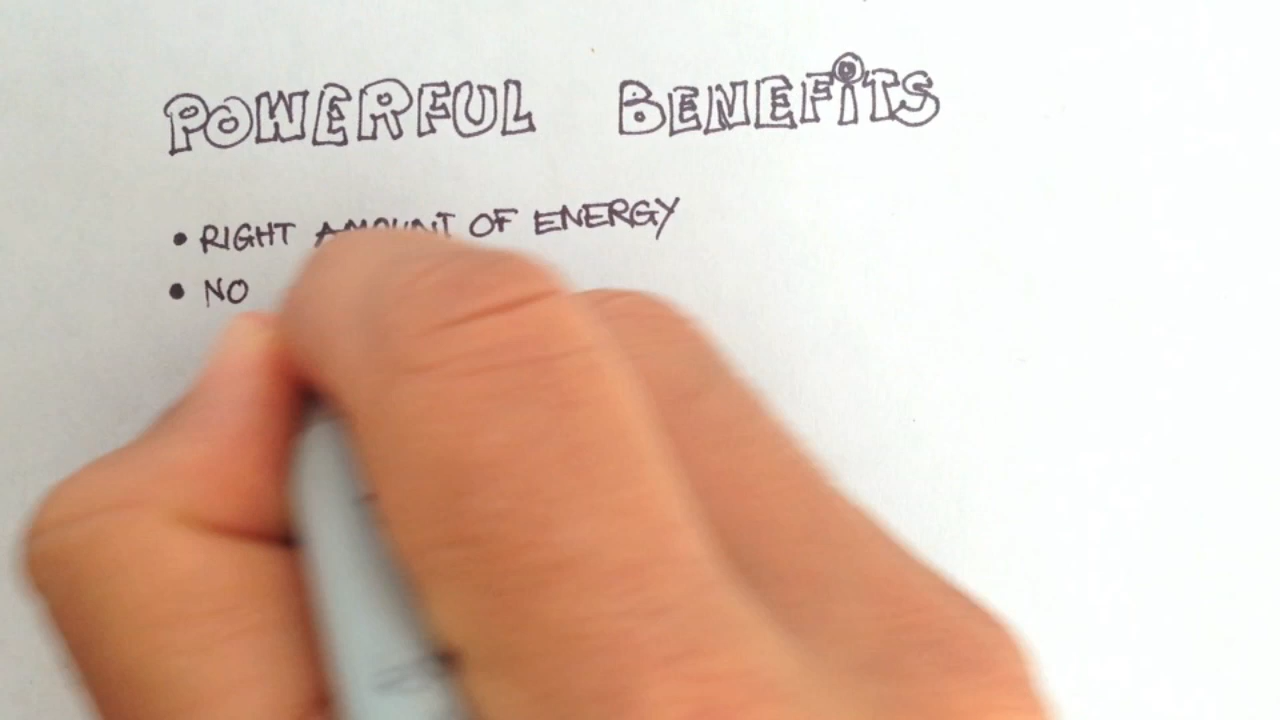 POWERFUL BENEFiTS
• RIGHT AMOUNT OF ENERGY
• NO